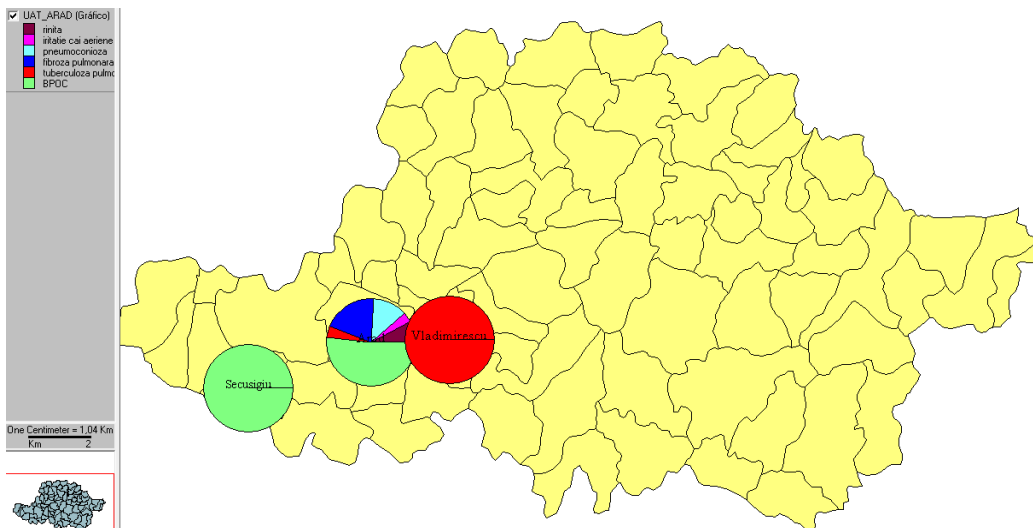 UAT_ARAD (Gráfico)
rinita
iritatie cai aeriene
pneumoconioza
fibroza pulmonara
tuberculoza pulmo
BPOC
Vladimirescu
Secusigiu
One Centimeter = 1,04 Km
Km 2